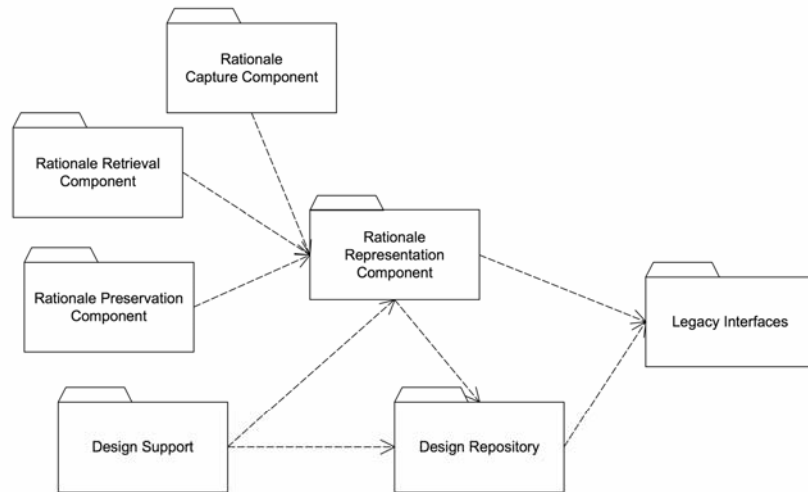 Rationale
Capture Component
Rationale Retrieval
Component
Rationale
Representation
Component
Rationale Preservation
Component
Legacy Interfaces
Design Support
Design Repository